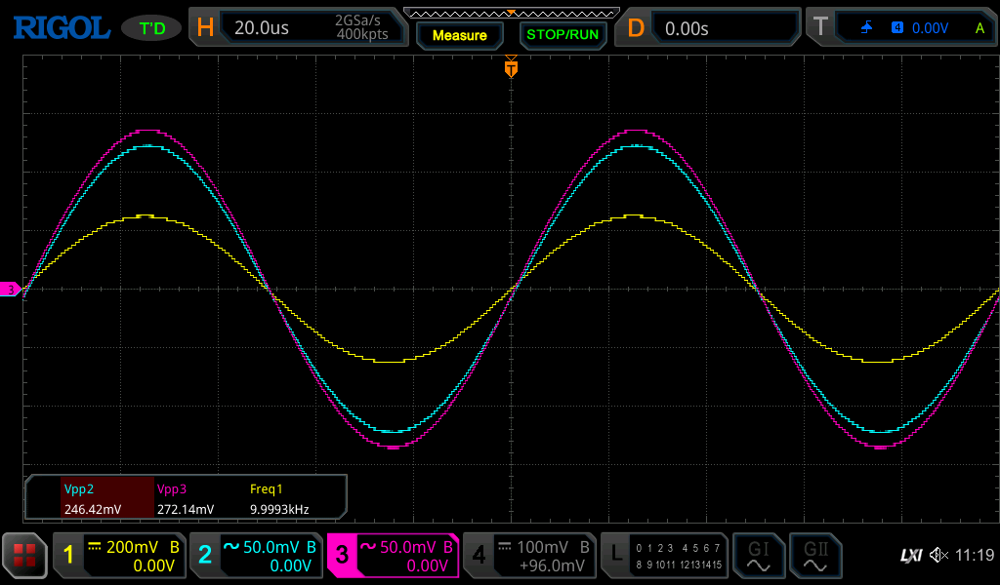 RIGOL T'D H 20.0us 2GSa/s 400kpts Measure STOP/RUN D 0.00s T 4 0.00V A
T
3
Vpp2 Vpp3 Freq1
246.42mV 272.14mV 9.9993kHz
1 200mV B 0.00V
2 50.0mV B 0.00V
3 50.0mV B 0.00V
4 100mV B +96.0mV
L 0 1 2 3 4 5 6 7
8 9 10 11 12 13 14 15
GI
GII
LXI 11:19